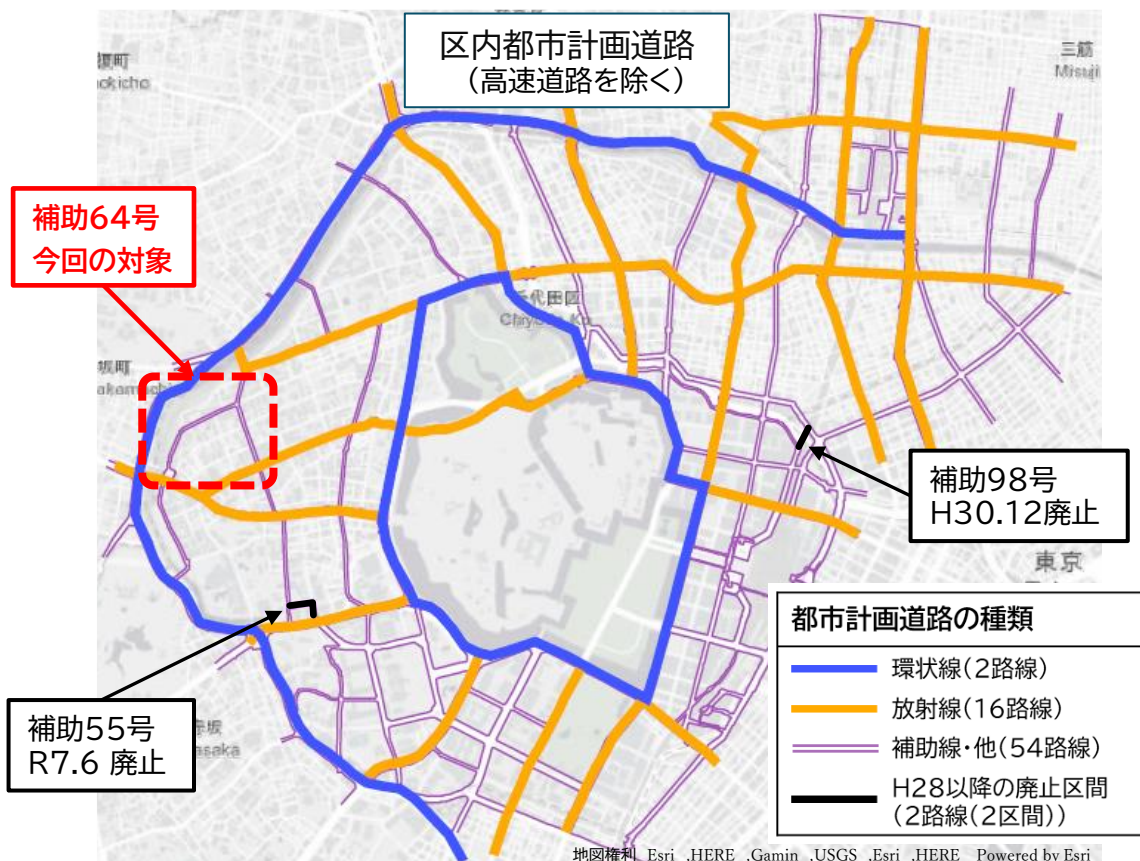 区内都市計画道路
(高速道路を除く)
三筋
Misuji
補助64号
今回の対象
千代田区
Chiyoda Ku
坂町
補助98号
H30.12廃止
東京
都市計画道路の種類
環状線(2路線)
放射線(16路線)
補助線・他(54路線)
H28以降の廃止区間
(2路線(2区間))
補助55号
R7.6 廃止
赤坂
asaka
地図権利 Esri ,HERE ,Gamin ,USGS ,Esri ,HERE Powered by Esri